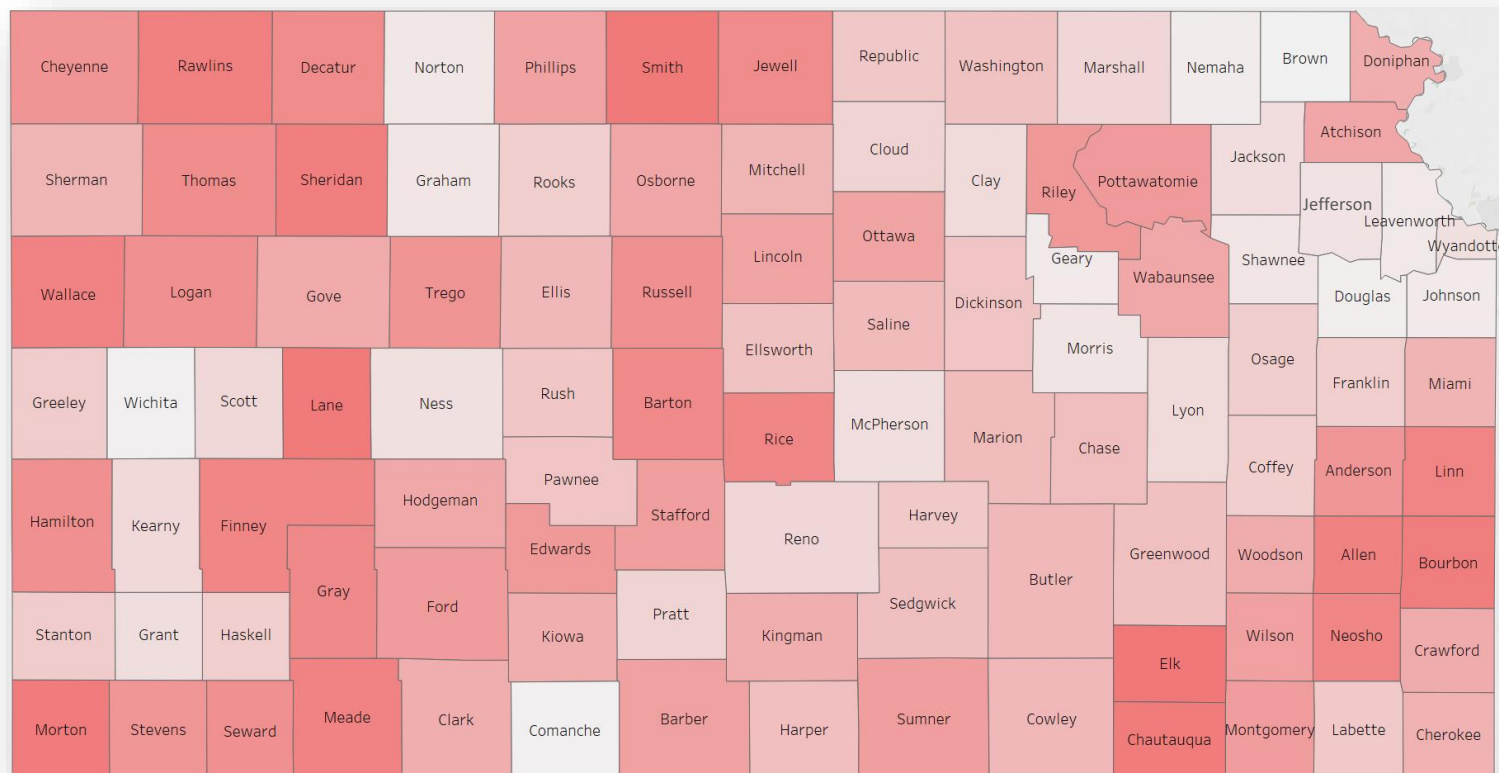 Cheyenne
Rawlins
Decatur
Norton
Phillips
Smith
Jewell
Republic
Washington
Marshall
Nemaha
Brown
Doniphan
Sherman
Thomas
Sheridan
Graham
Rooks
Osborne
Mitchell
Cloud
Clay
Riley
Pottawatomie
Jackson
Atchison
Jefferson
Leavenworth
Wyandotte
Wallace
Logan
Gove
Trego
Ellis
Russell
Lincoln
Ottawa
Saline
Dickinson
Geary
Wabaunsee
Shawnee
Douglas
Johnson
Greeley
Wichita
Scott
Lane
Ness
Rush
Barton
Ellsworth
Rice
McPherson
Marion
Morris
Chase
Lyon
Osage
Franklin
Miami
Hamilton
Kearny
Finney
Hodgeman
Pawnee
Stafford
Edwards
Gray
Ford
Reno
Harvey
Sedgwick
Butler
Greenwood
Coffey
Anderson
Linn
Woodson
Allen
Bourbon
Stanton
Grant
Haskell
Kiowa
Pratt
Kingman
Elk
Wilson
Neosho
Crawford
Morton
Stevens
Seward
Meade
Clark
Comanche
Barber
Harper
Sumner
Cowley
Chautauqua
Montgomery
Labette
Cherokee